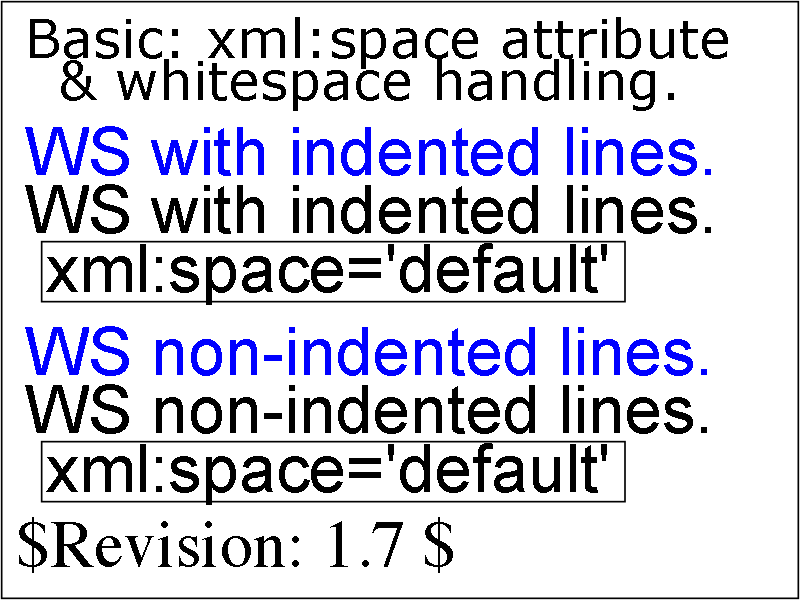 Basic: xml:space attribute
& whitespace handling.
WS with indented lines.
WS with indented lines.
xml:space='default'
WS non-indented lines.
WS non-indented lines.
xml:space='default'
$Revision: 1.7 $